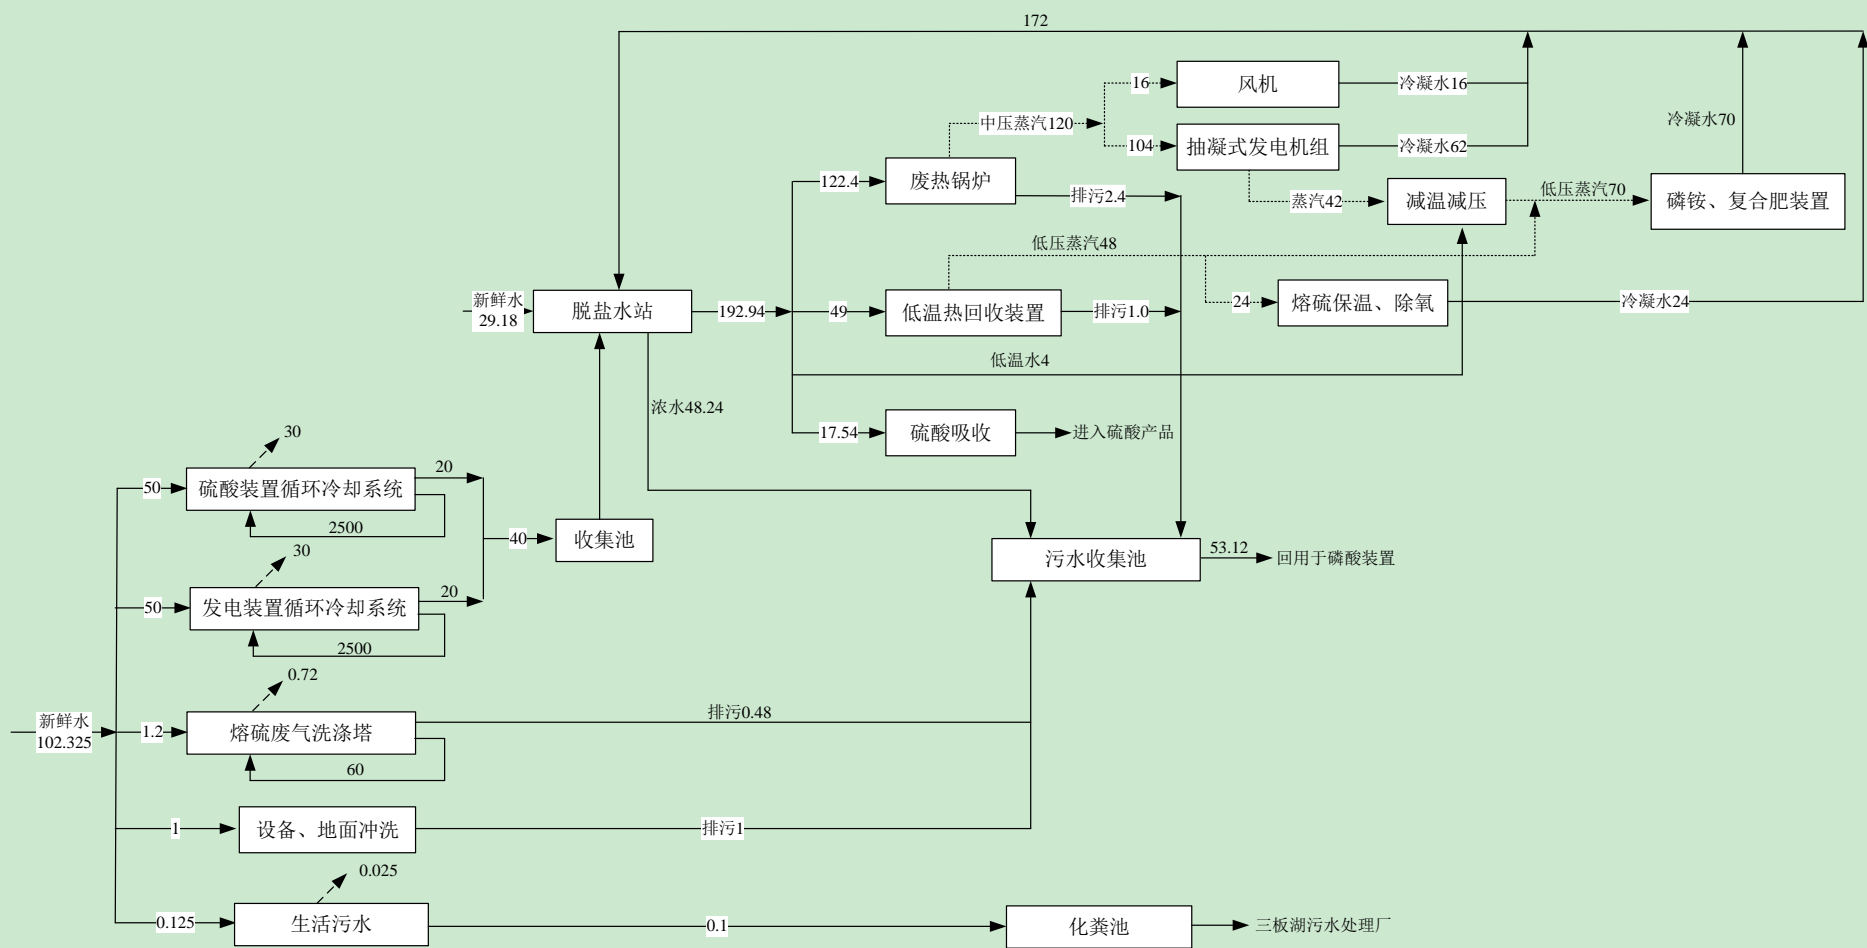 172
16
风机
冷凝水16
中压蒸汽120
冷凝水70
104
抽凝式发电机组
冷凝水62
122.4
废热锅炉
排污2.4
蒸汽42
减温减压
低压蒸汽70
磷铵、复合肥装置
低压蒸汽48
新鲜水
29.18
脱盐水站
192.94
49
低温热回收装置
排污1.0
24
熔硫保温、除氧
冷凝水24
低温水4
浓水48.24
17.54
硫酸吸收
进入硫酸产品
30
50
硫酸装置循环冷却系统
20
2500
40
收集池
30
污水收集池
53.12
回用于磷酸装置
50
发电装置循环冷却系统
20
2500
0.72
新鲜水
102.325
1.2
熔硫废气洗涤塔
排污0.48
60
1
设备、地面冲洗
排污1
0.025
0.125
生活污水
0.1
化粪池
三板湖污水处理厂